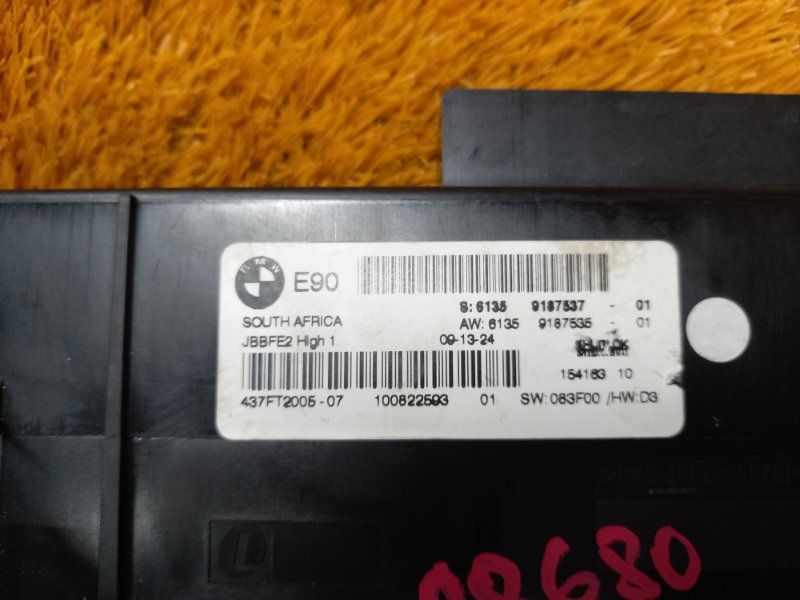 BMW E90
S: 6135 9187537 - 01
SOUTH AFRICA AW: 6135 9187535 - 01
JBBFE2 High 1 09-13-24
154163 10
437FT2005-07 100822593 01 SW: 083F00 /HW: D3